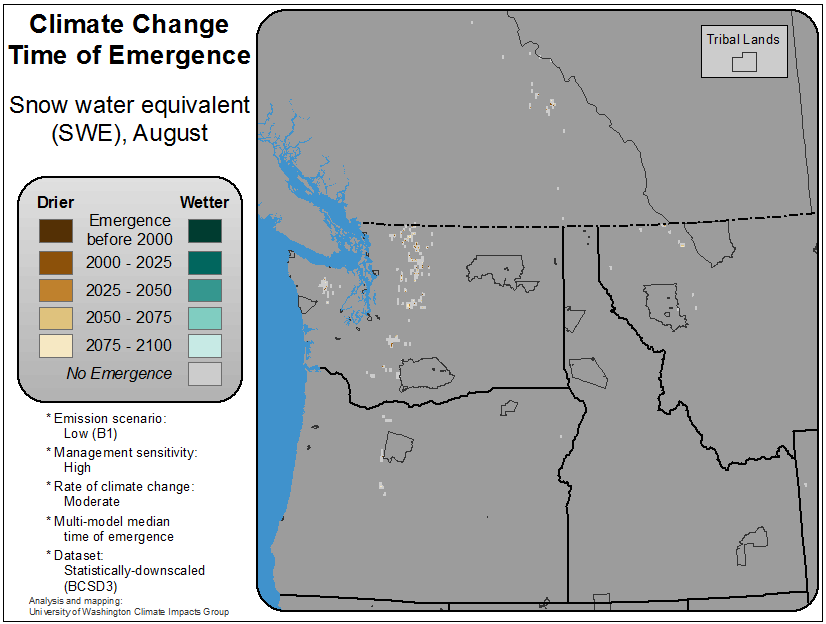 Climate Change
Time of Emergence
Snow water equivalent
(SWE), August
Drier
Wetter
Emergence
before 2000
2000 - 2025
2025 - 2050
2050 - 2075
2075 - 2100
No Emergence
* Emission scenario:
Low (B1)
* Management sensitivity:
High
* Rate of climate change:
Moderate
* Multi-model median
time of emergence
* Dataset:
Statistically-downscaled
(BCSD3)
Analysis and mapping:
University of Washington Climate Impacts Group
Tribal Lands